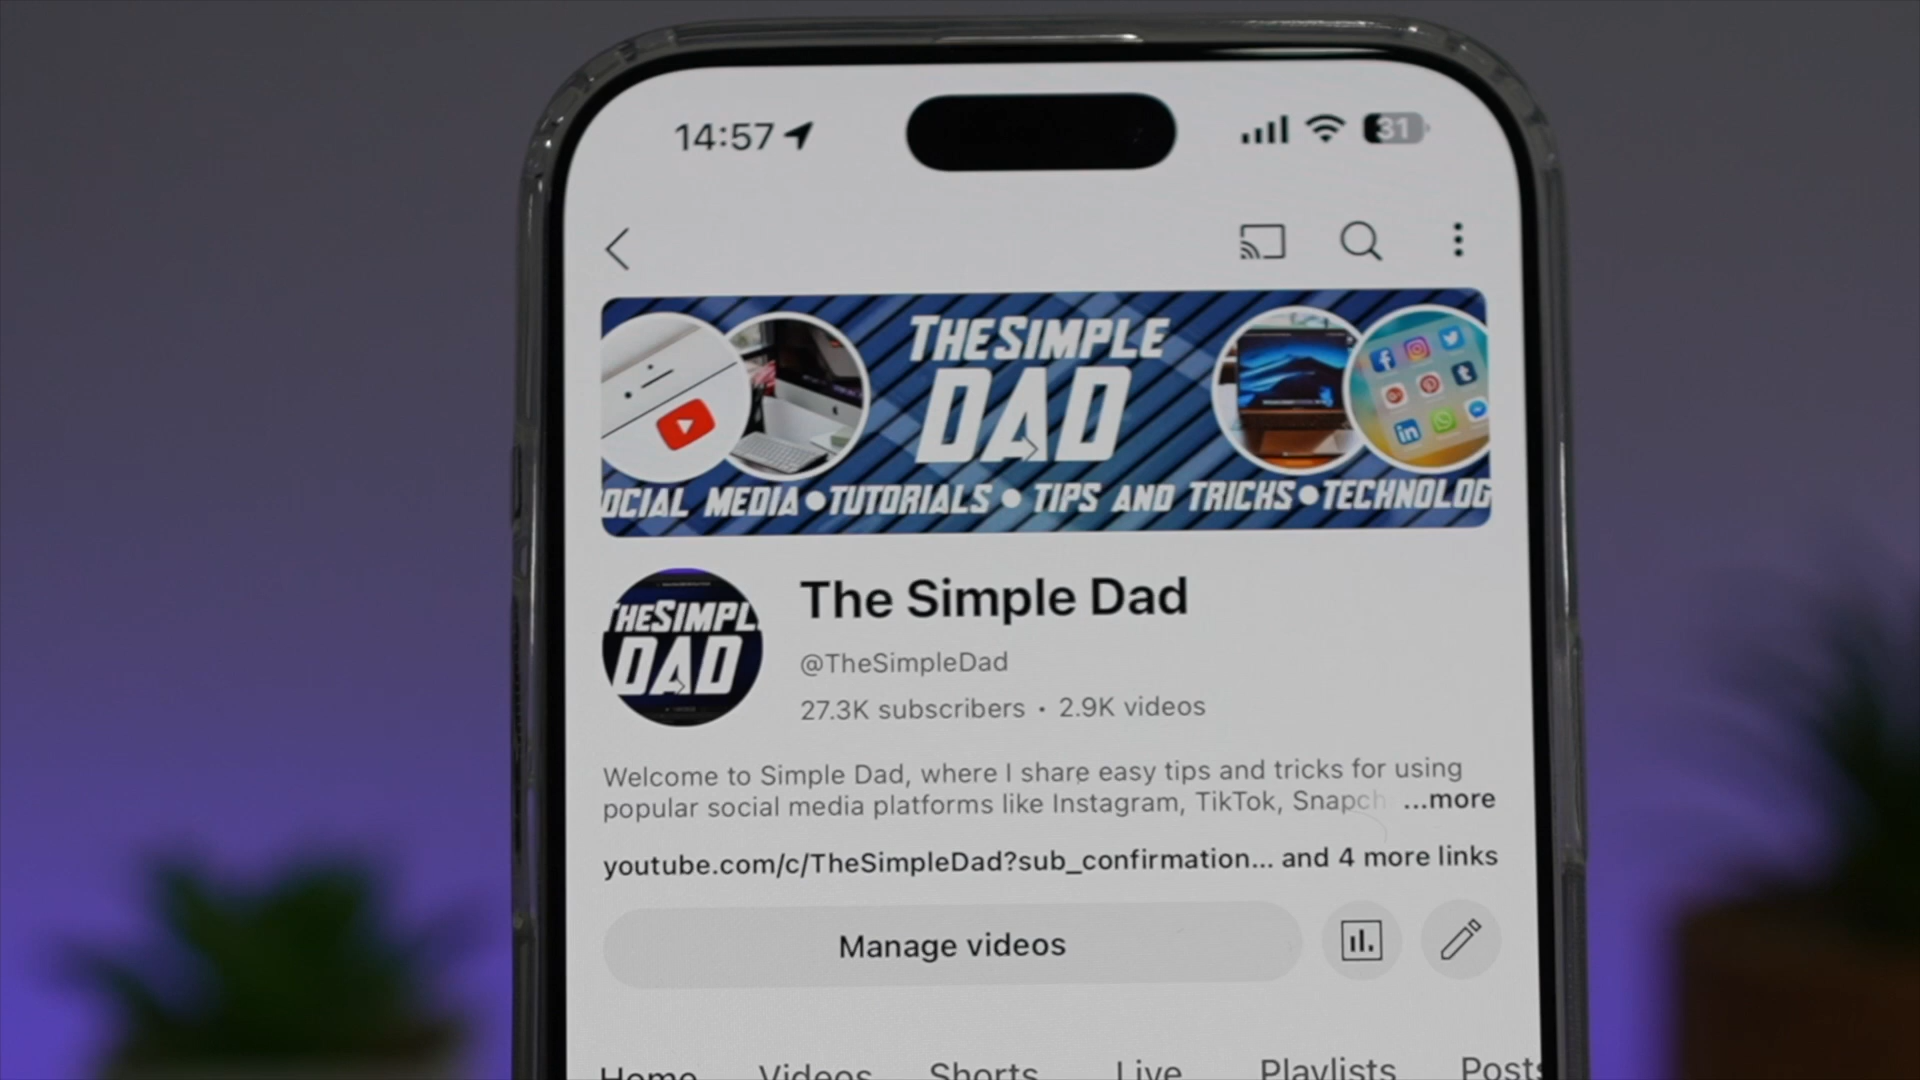 14:57
31
THESIMPLE
DAD
OCIAL MEDIA•TUTORIALS • TIPS AND TRICKS•TECHNOLOG
in
HESIMPL
DAD
The Simple Dad
@TheSimpleDad
27.3K subscribers • 2.9K videos
Welcome to Simple Dad, where I share easy tips and tricks for using
popular social media platforms like Instagram, TikTok, Snapch ...more
youtube.com/c/TheSimpleDad?sub_confirmation... and 4 more links
Manage videos
Home Videos Shorts Live Playlists Posts